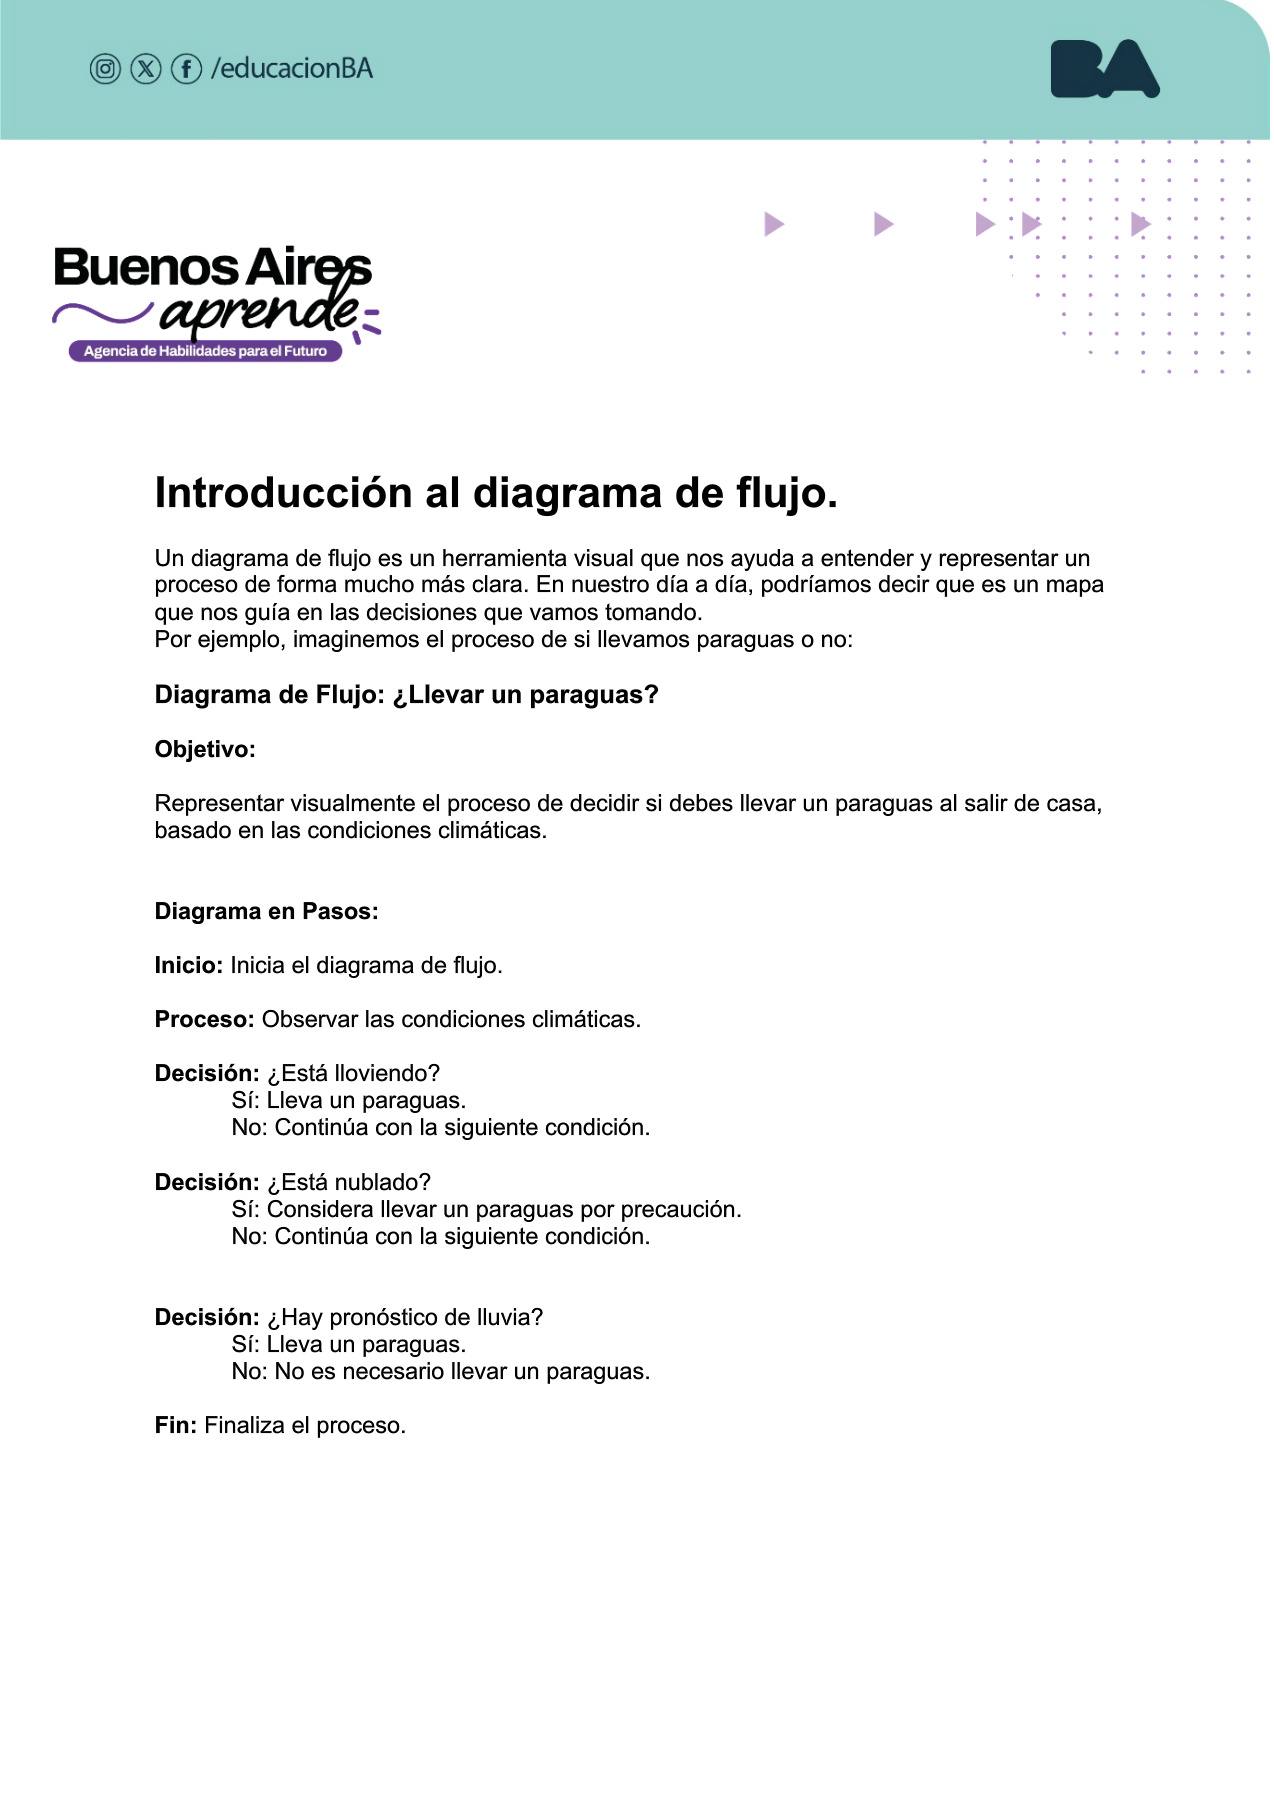 /educacionBA
BA
Buenos Aires
aprende
Agencia de Habilidades para el Futuro
Introducción al diagrama de flujo.
Un diagrama de flujo es un herramienta visual que nos ayuda a entender y representar un
proceso de forma mucho más clara. En nuestro día a día, podríamos decir que es un mapa
que nos guía en las decisiones que vamos tomando.
Por ejemplo, imaginemos el proceso de si llevamos paraguas o no:
Diagrama de Flujo: ¿Llevar un paraguas?
Objetivo:
Representar visualmente el proceso de decidir si debes llevar un paraguas al salir de casa,
basado en las condiciones climáticas.
Diagrama en Pasos:
Inicio: Inicia el diagrama de flujo.
Proceso: Observar las condiciones climáticas.
Decisión: ¿Está lloviendo?
Sí: Lleva un paraguas.
No: Continúa con la siguiente condición.
Decisión: ¿Está nublado?
Sí: Considera llevar un paraguas por precaución.
No: Continúa con la siguiente condición.
Decisión: ¿Hay pronóstico de lluvia?
Sí: Lleva un paraguas.
No: No es necesario llevar un paraguas.
Fin: Finaliza el proceso.